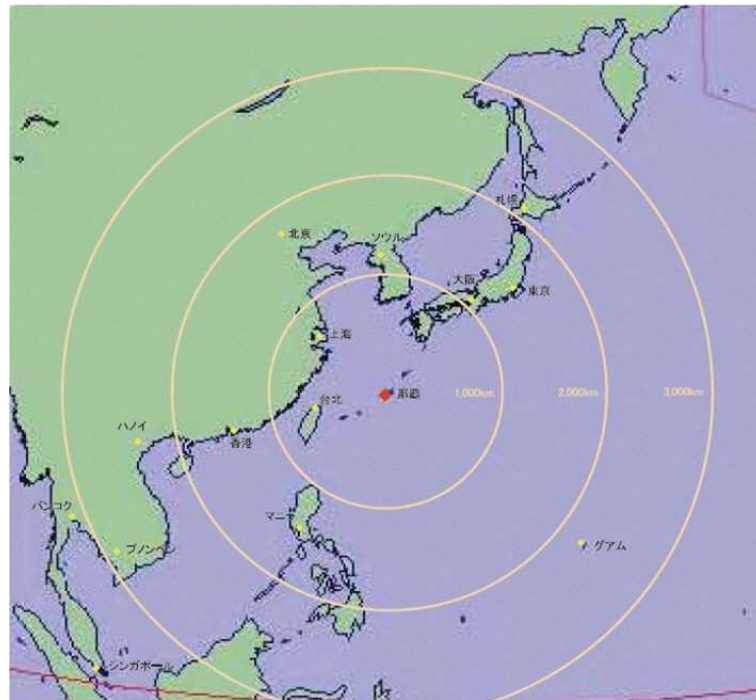 札幌
北京
ソウル
大阪
東京
上海
那覇
1,000km
2,000km
3,000km
台北
ハノイ
香港
バンコク
マニラ
プノンペン
グアム
シンガポール